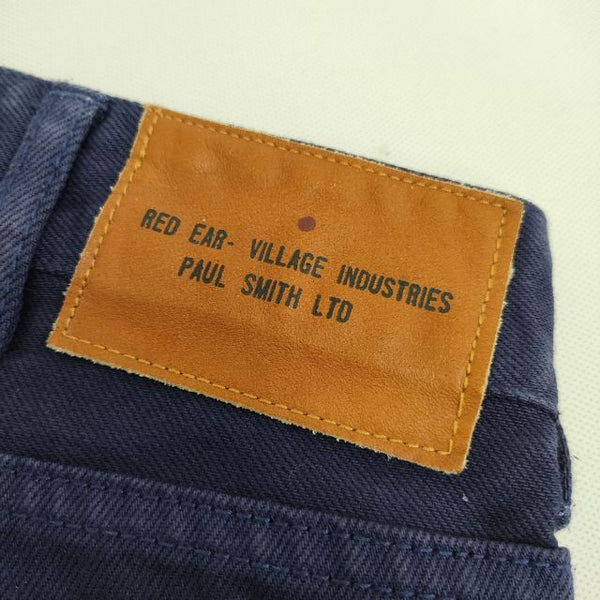 RED EAR- VILLAGE INDUSTRIES
PAUL SMITH LTD